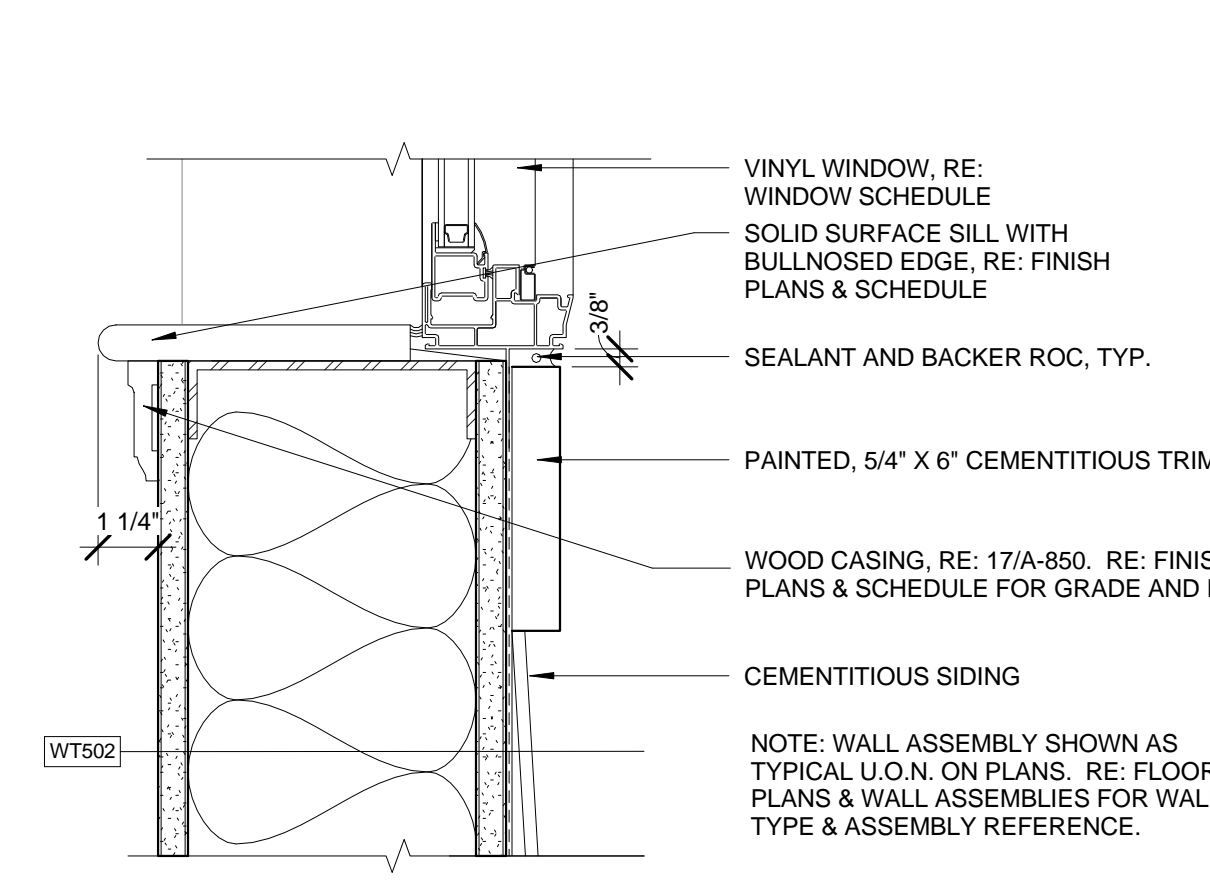 VINYL WINDOW, RE:
WINDOW SCHEDULE
SOLID SURFACE SILL WITH
BULLNOSED EDGE, RE: FINISH
PLANS & SCHEDULE
3/8"
SEALANT AND BACKER ROC, TYP.
PAINTED, 5/4" X 6" CEMENTITIOUS TRIM
1 1/4"
WOOD CASING, RE: 17/A-850. RE: FINIS
PLANS & SCHEDULE FOR GRADE AND
CEMENTITIOUS SIDING
WT502
NOTE: WALL ASSEMBLY SHOWN AS
TYPICAL U.O.N. ON PLANS. RE: FLOOR
PLANS & WALL ASSEMBLIES FOR WAL
TYPE & ASSEMBLY REFERENCE.